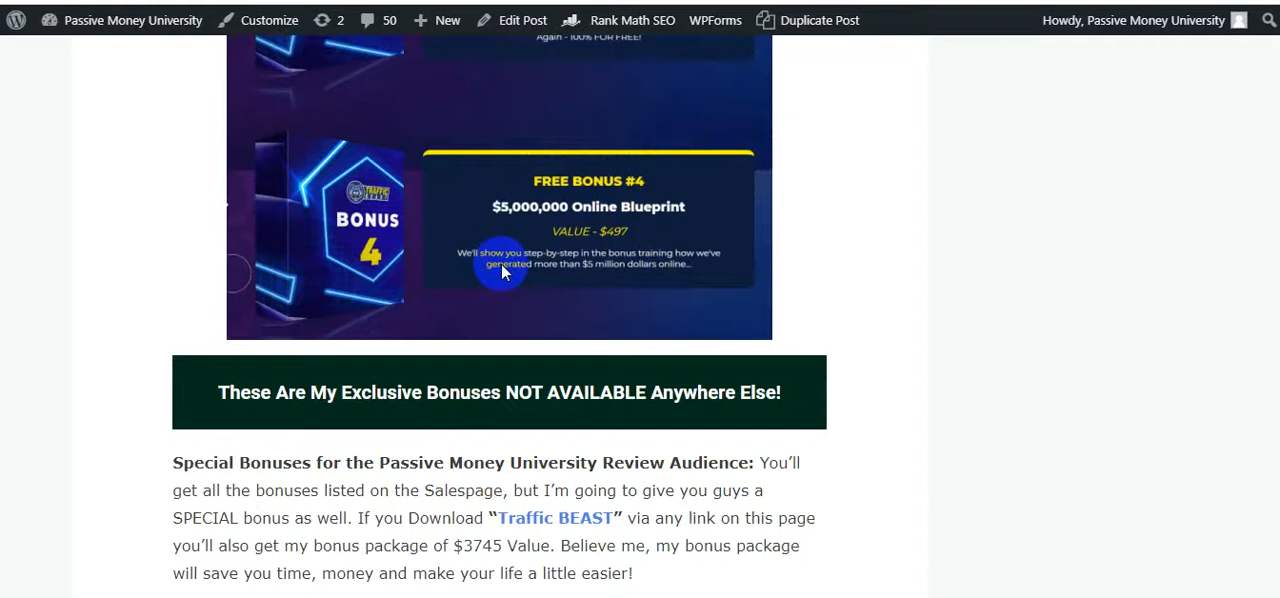 Passive Money University Customize 2 50 New Edit Post Rank Math SEO WPForms Duplicate Post Howdy, Passive Money University
Again - 100% FOR FREE!
TRAFFIC
BEAST
BONUS
4
FREE BONUS #4
$5,000,000 Online Blueprint
VALUE - $497
We'll show you step-by-step in the bonus training how we've
generated more than $5 million dollars online...
These Are My Exclusive Bonuses NOT AVAILABLE Anywhere Else!
Special Bonuses for the Passive Money University Review Audience: You’ll
get all the bonuses listed on the Salespage, but I’m going to give you guys a
SPECIAL bonus as well. If you Download “Traffic BEAST” via any link on this page
you’ll also get my bonus package of $3745 Value. Believe me, my bonus package
will save you time, money and make your life a little easier!